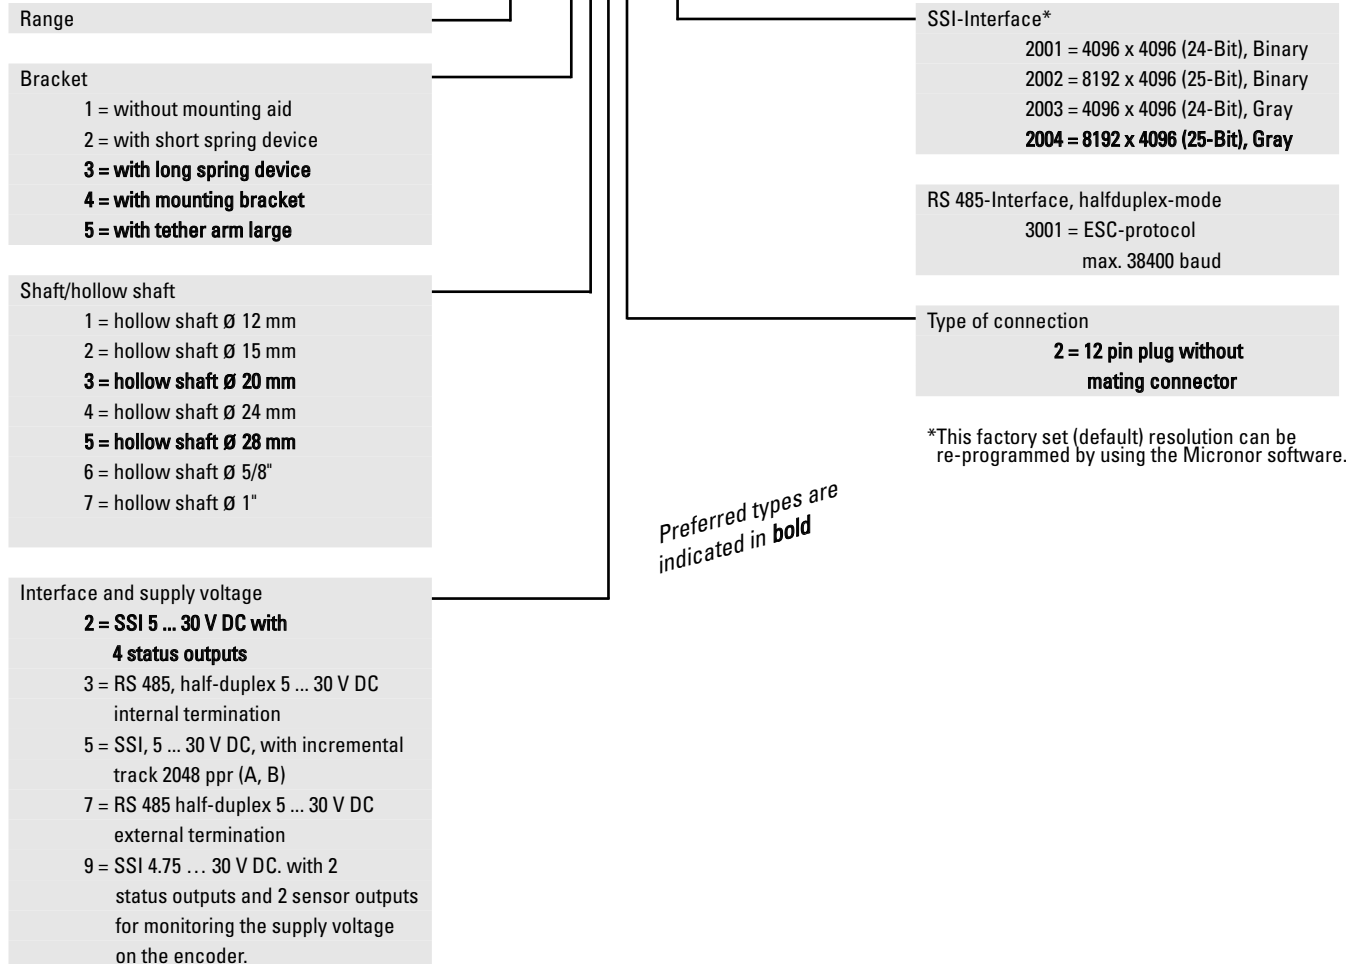 Range
Bracket
1 = without mounting aid
2 = with short spring device
3 = with long spring device
4 = with mounting bracket
5 = with tether arm large
Shaft/hollow shaft
1 = hollow shaft Ø 12 mm
2 = hollow shaft Ø 15 mm
3 = hollow shaft Ø 20 mm
4 = hollow shaft Ø 24 mm
5 = hollow shaft Ø 28 mm
6 = hollow shaft Ø 5/8"
7 = hollow shaft Ø 1"
Interface and supply voltage
2 = SSI 5 ... 30 V DC with
4 status outputs
3 = RS 485, half-duplex 5 ... 30 V DC
internal termination
5 = SSI, 5 ... 30 V DC, with incremental
track 2048 ppr (A, B)
7 = RS 485 half-duplex 5 ... 30 V DC
external termination
9 = SSI 4.75 … 30 V DC. with 2
status outputs and 2 sensor outputs
for monitoring the supply voltage
on the encoder.
SSI-Interface*
2001 = 4096 x 4096 (24-Bit), Binary
2002 = 8192 x 4096 (25-Bit), Binary
2003 = 4096 x 4096 (24-Bit), Gray
2004 = 8192 x 4096 (25-Bit), Gray
RS 485-Interface, halfduplex-mode
3001 = ESC-protocol
max. 38400 baud
Type of connection
2 = 12 pin plug without
mating connector
*This factory set (default) resolution can be
re-programmed by using the Micronor software.
Preferred types are
indicated in bold